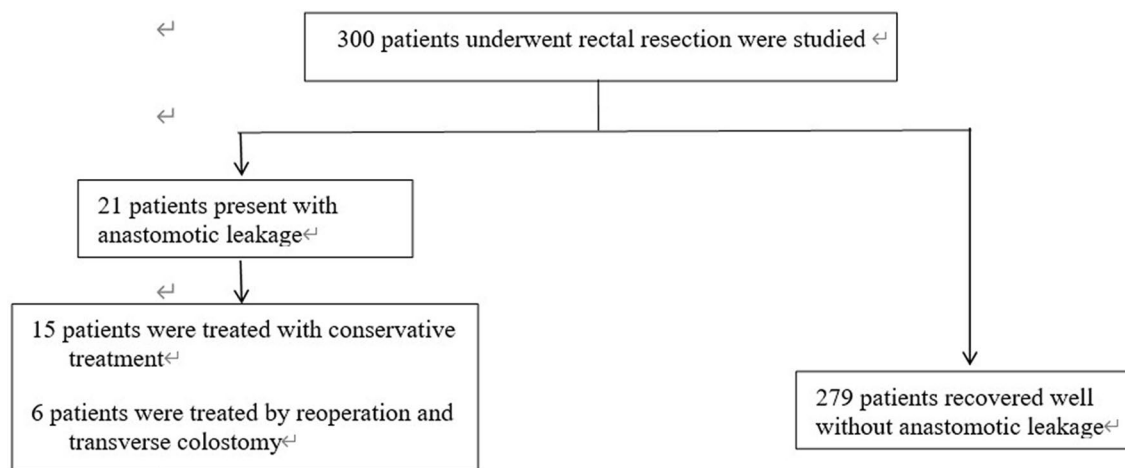 300 patients underwent rectal resection were studied
21 patients present with
anastomotic leakage
15 patients were treated with conservative
treatment
6 patients were treated by reoperation and
transverse colostomy
279 patients recovered well
without anastomotic leakage